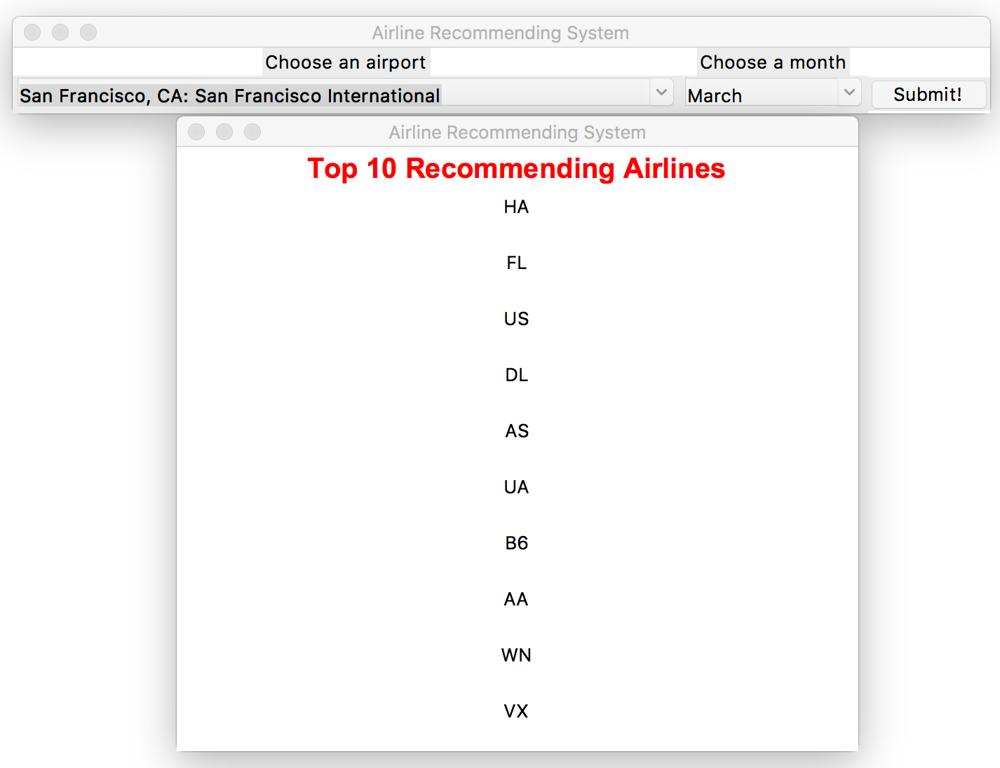 Airline Recommending System
Choose an airport Choose a month
San Francisco, CA: San Francisco International March Submit!
Airline Recommending System
Top 10 Recommending Airlines
HA
FL
US
DL
AS
UA
B6
AA
WN
VX